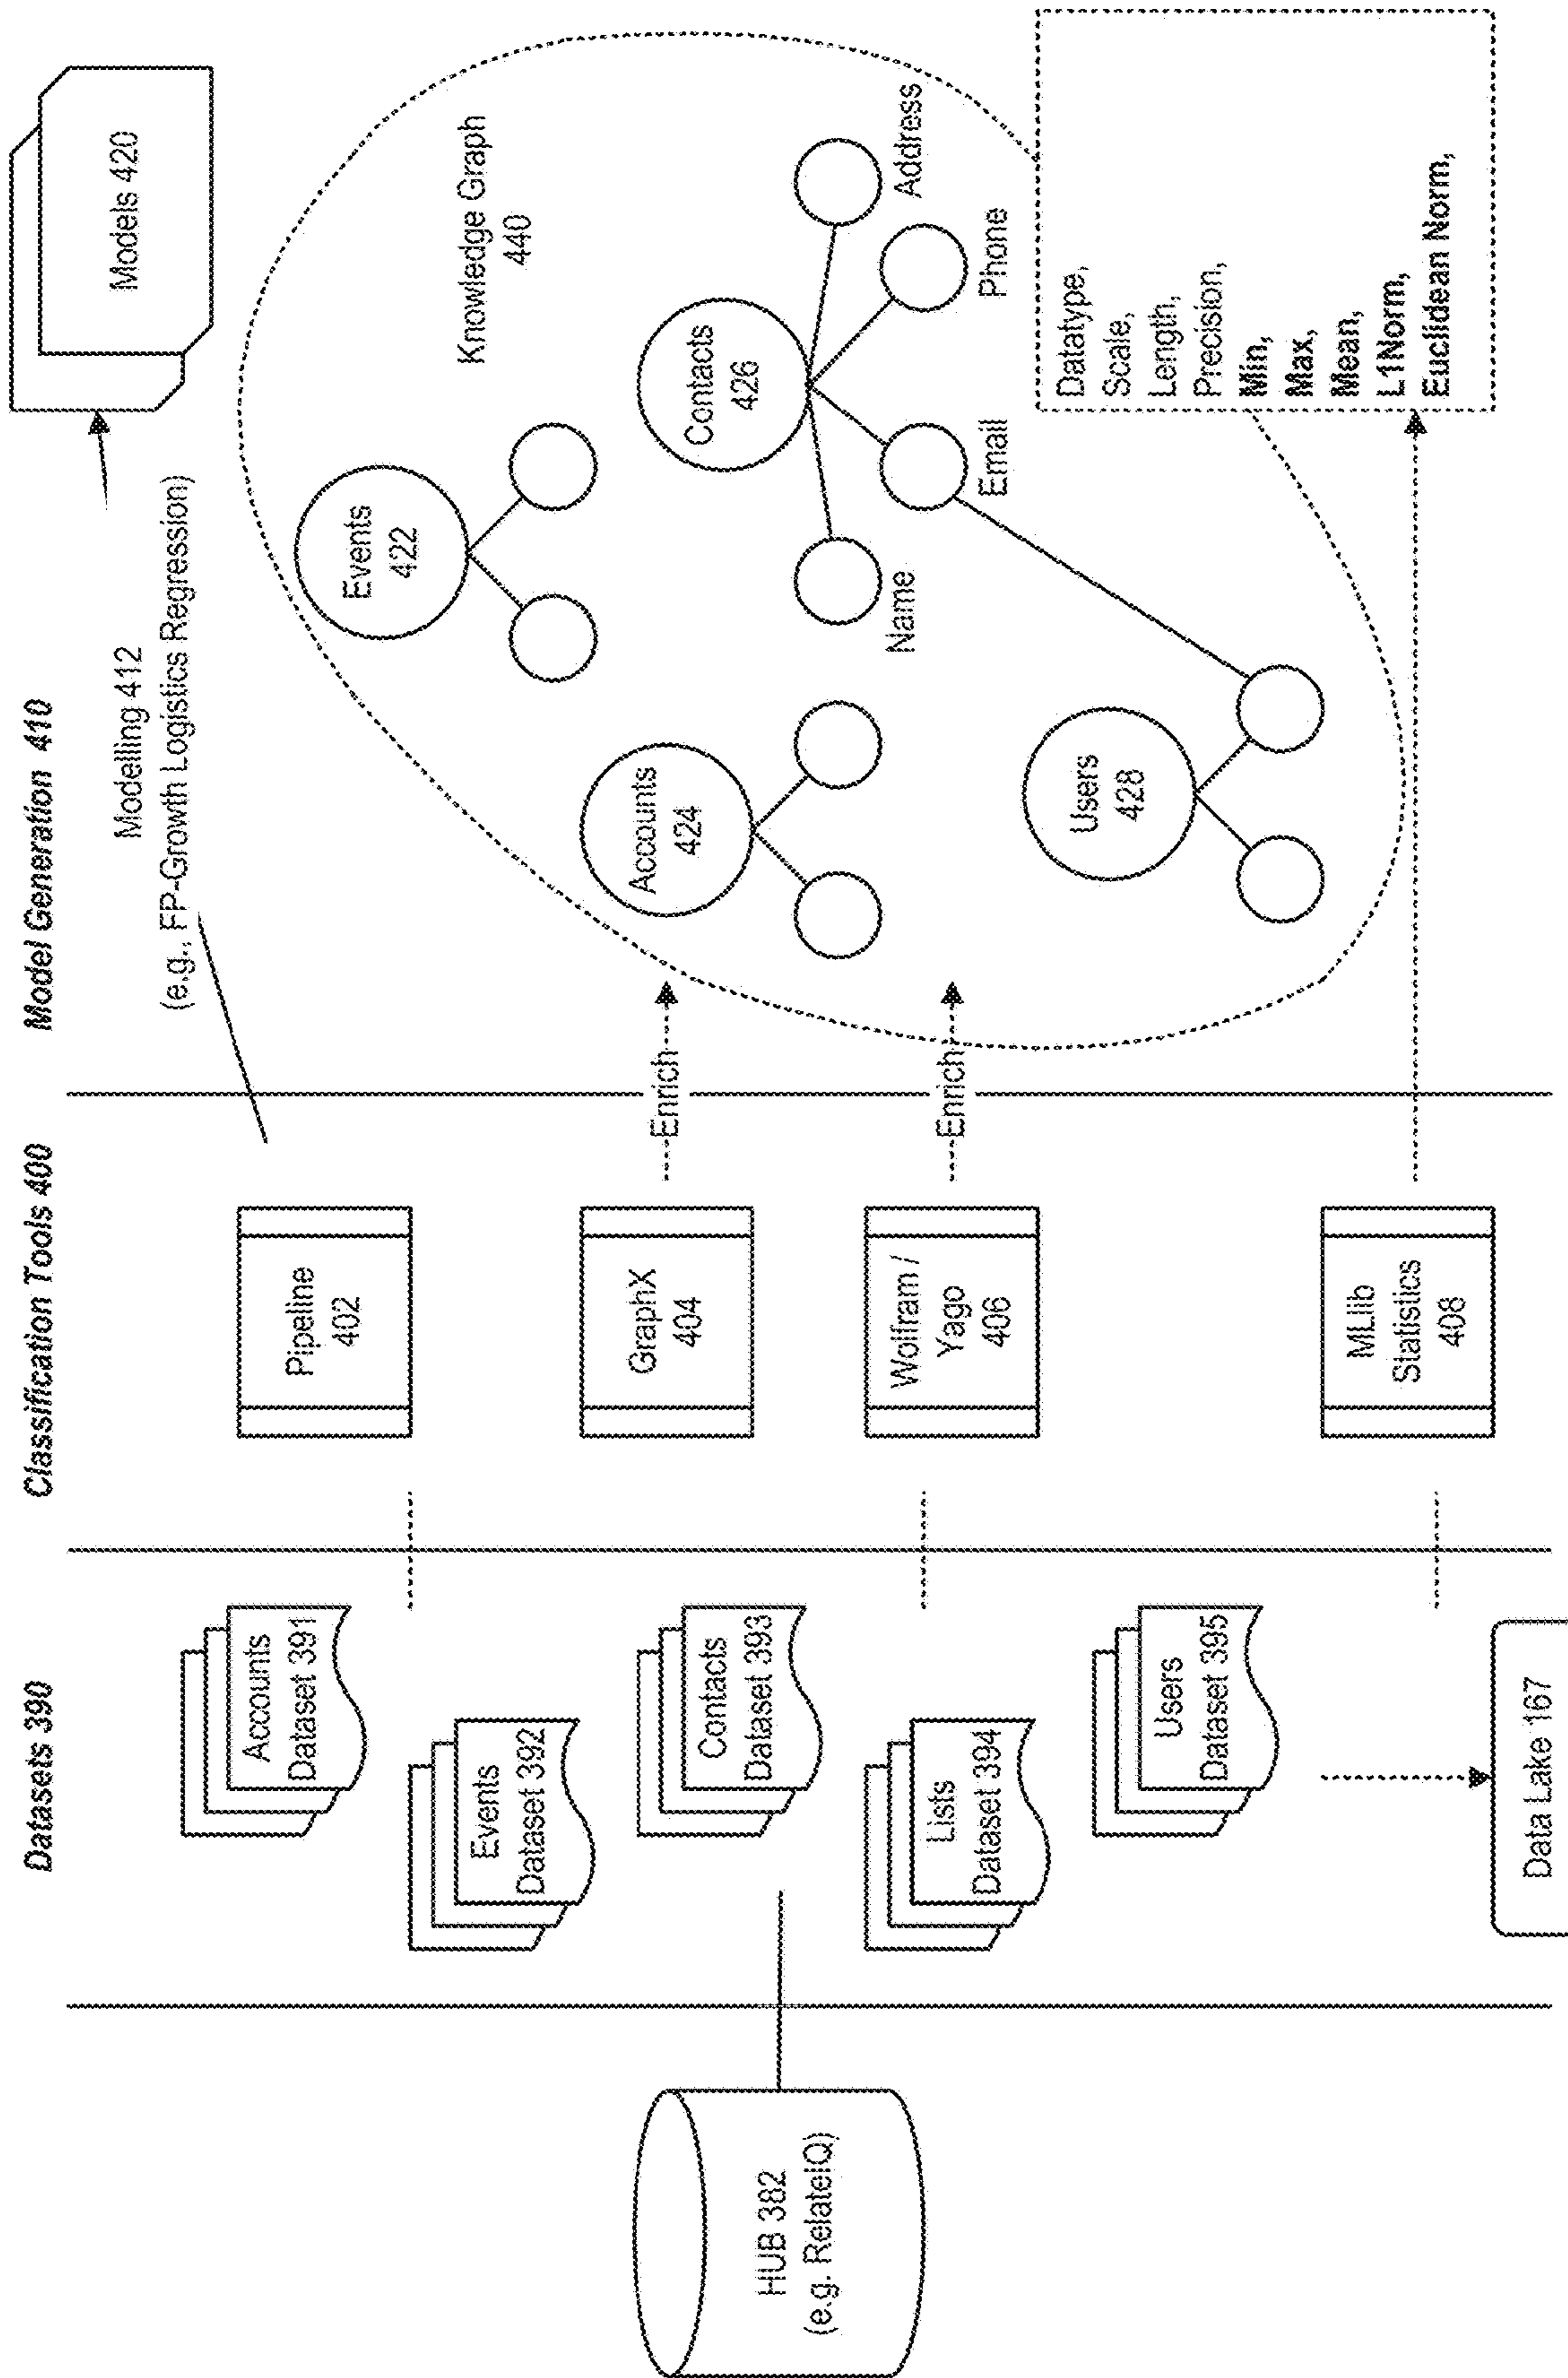 HUB 382
(e.g. RelateIQ)
Datasets 390
Accounts
Dataset 391
Events
Dataset 392
Contacts
Dataset 393
Lists
Dataset 394
Users
Dataset 395
Data Lake 167
Classification Tools 400
Pipeline
402
GraphX
404
Wolfram /
Yago
406
MLlib
Statistics
408
Enrich
Enrich
Model Generation 410
Modelling 412
(e.g., FP-Growth Logistics Regression)
Models 420
Knowledge Graph
440
Events
422
Accounts
424
Contacts
426
Name
Email
Phone
Address
Users
428
Datatype,
Scale,
Length,
Precision,
Min,
Max,
Mean,
L1Norm,
Euclidean Norm,